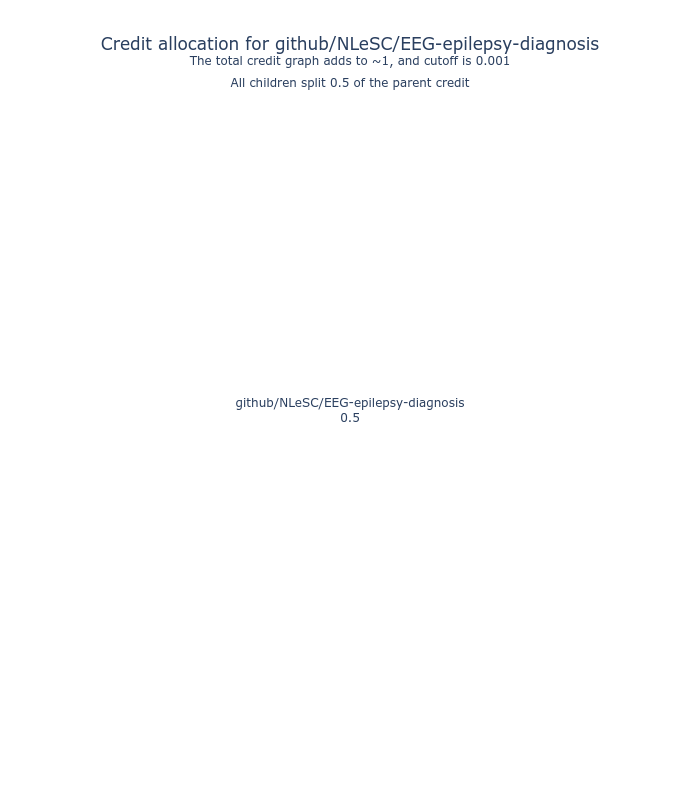 Credit allocation for github/NLeSC/EEG-epilepsy-diagnosis
The total credit graph adds to ~1, and cutoff is 0.001
All children split 0.5 of the parent credit
github/NLeSC/EEG-epilepsy-diagnosis
0.5